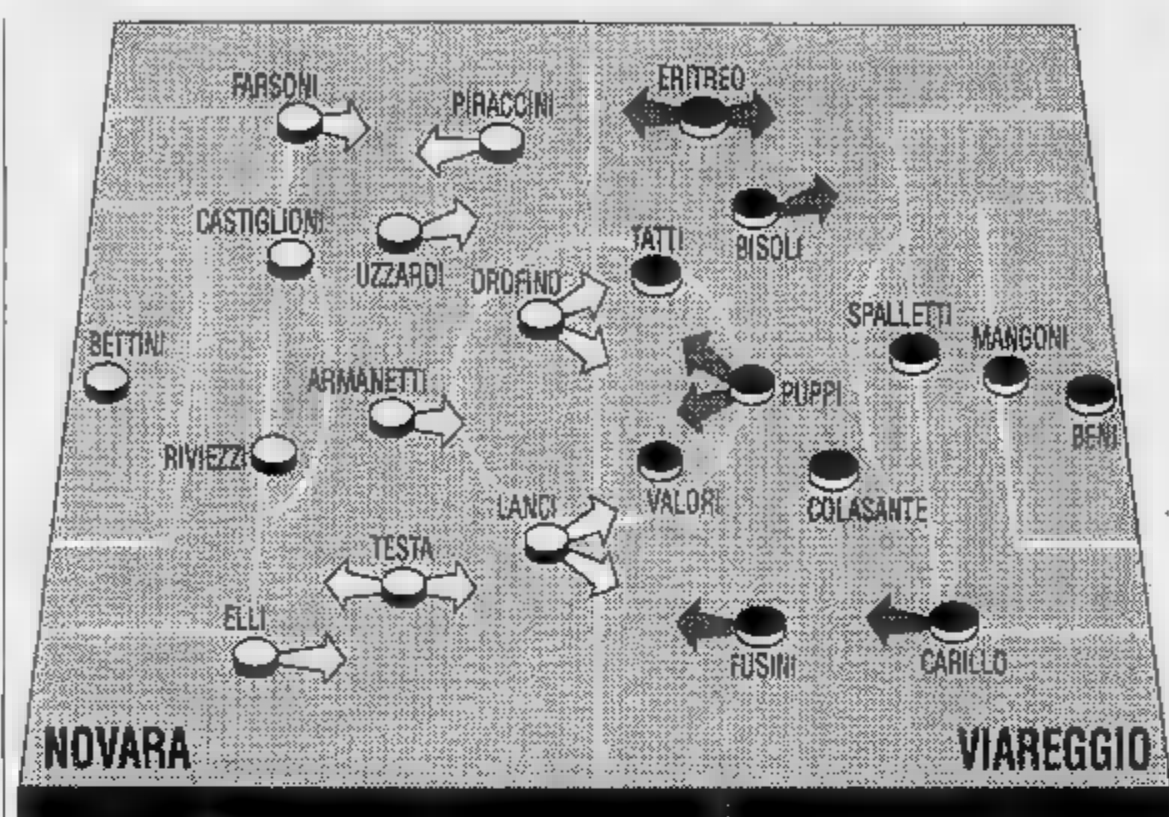 FARSONI
ERITREO
PIRACCINI
CASTIGLIONI
UZZARDI
TATTI
BISOLI
OROFINO
SPALLETTI
MANGONI
BETTINI
ARMANETTI
PUPPI
BENI
RIVIEZZI
VALORI
COLASANTE
LANCI
TESTA
ELLI
FUSINI
CARILLO
NOVARA
VIAREGGIO